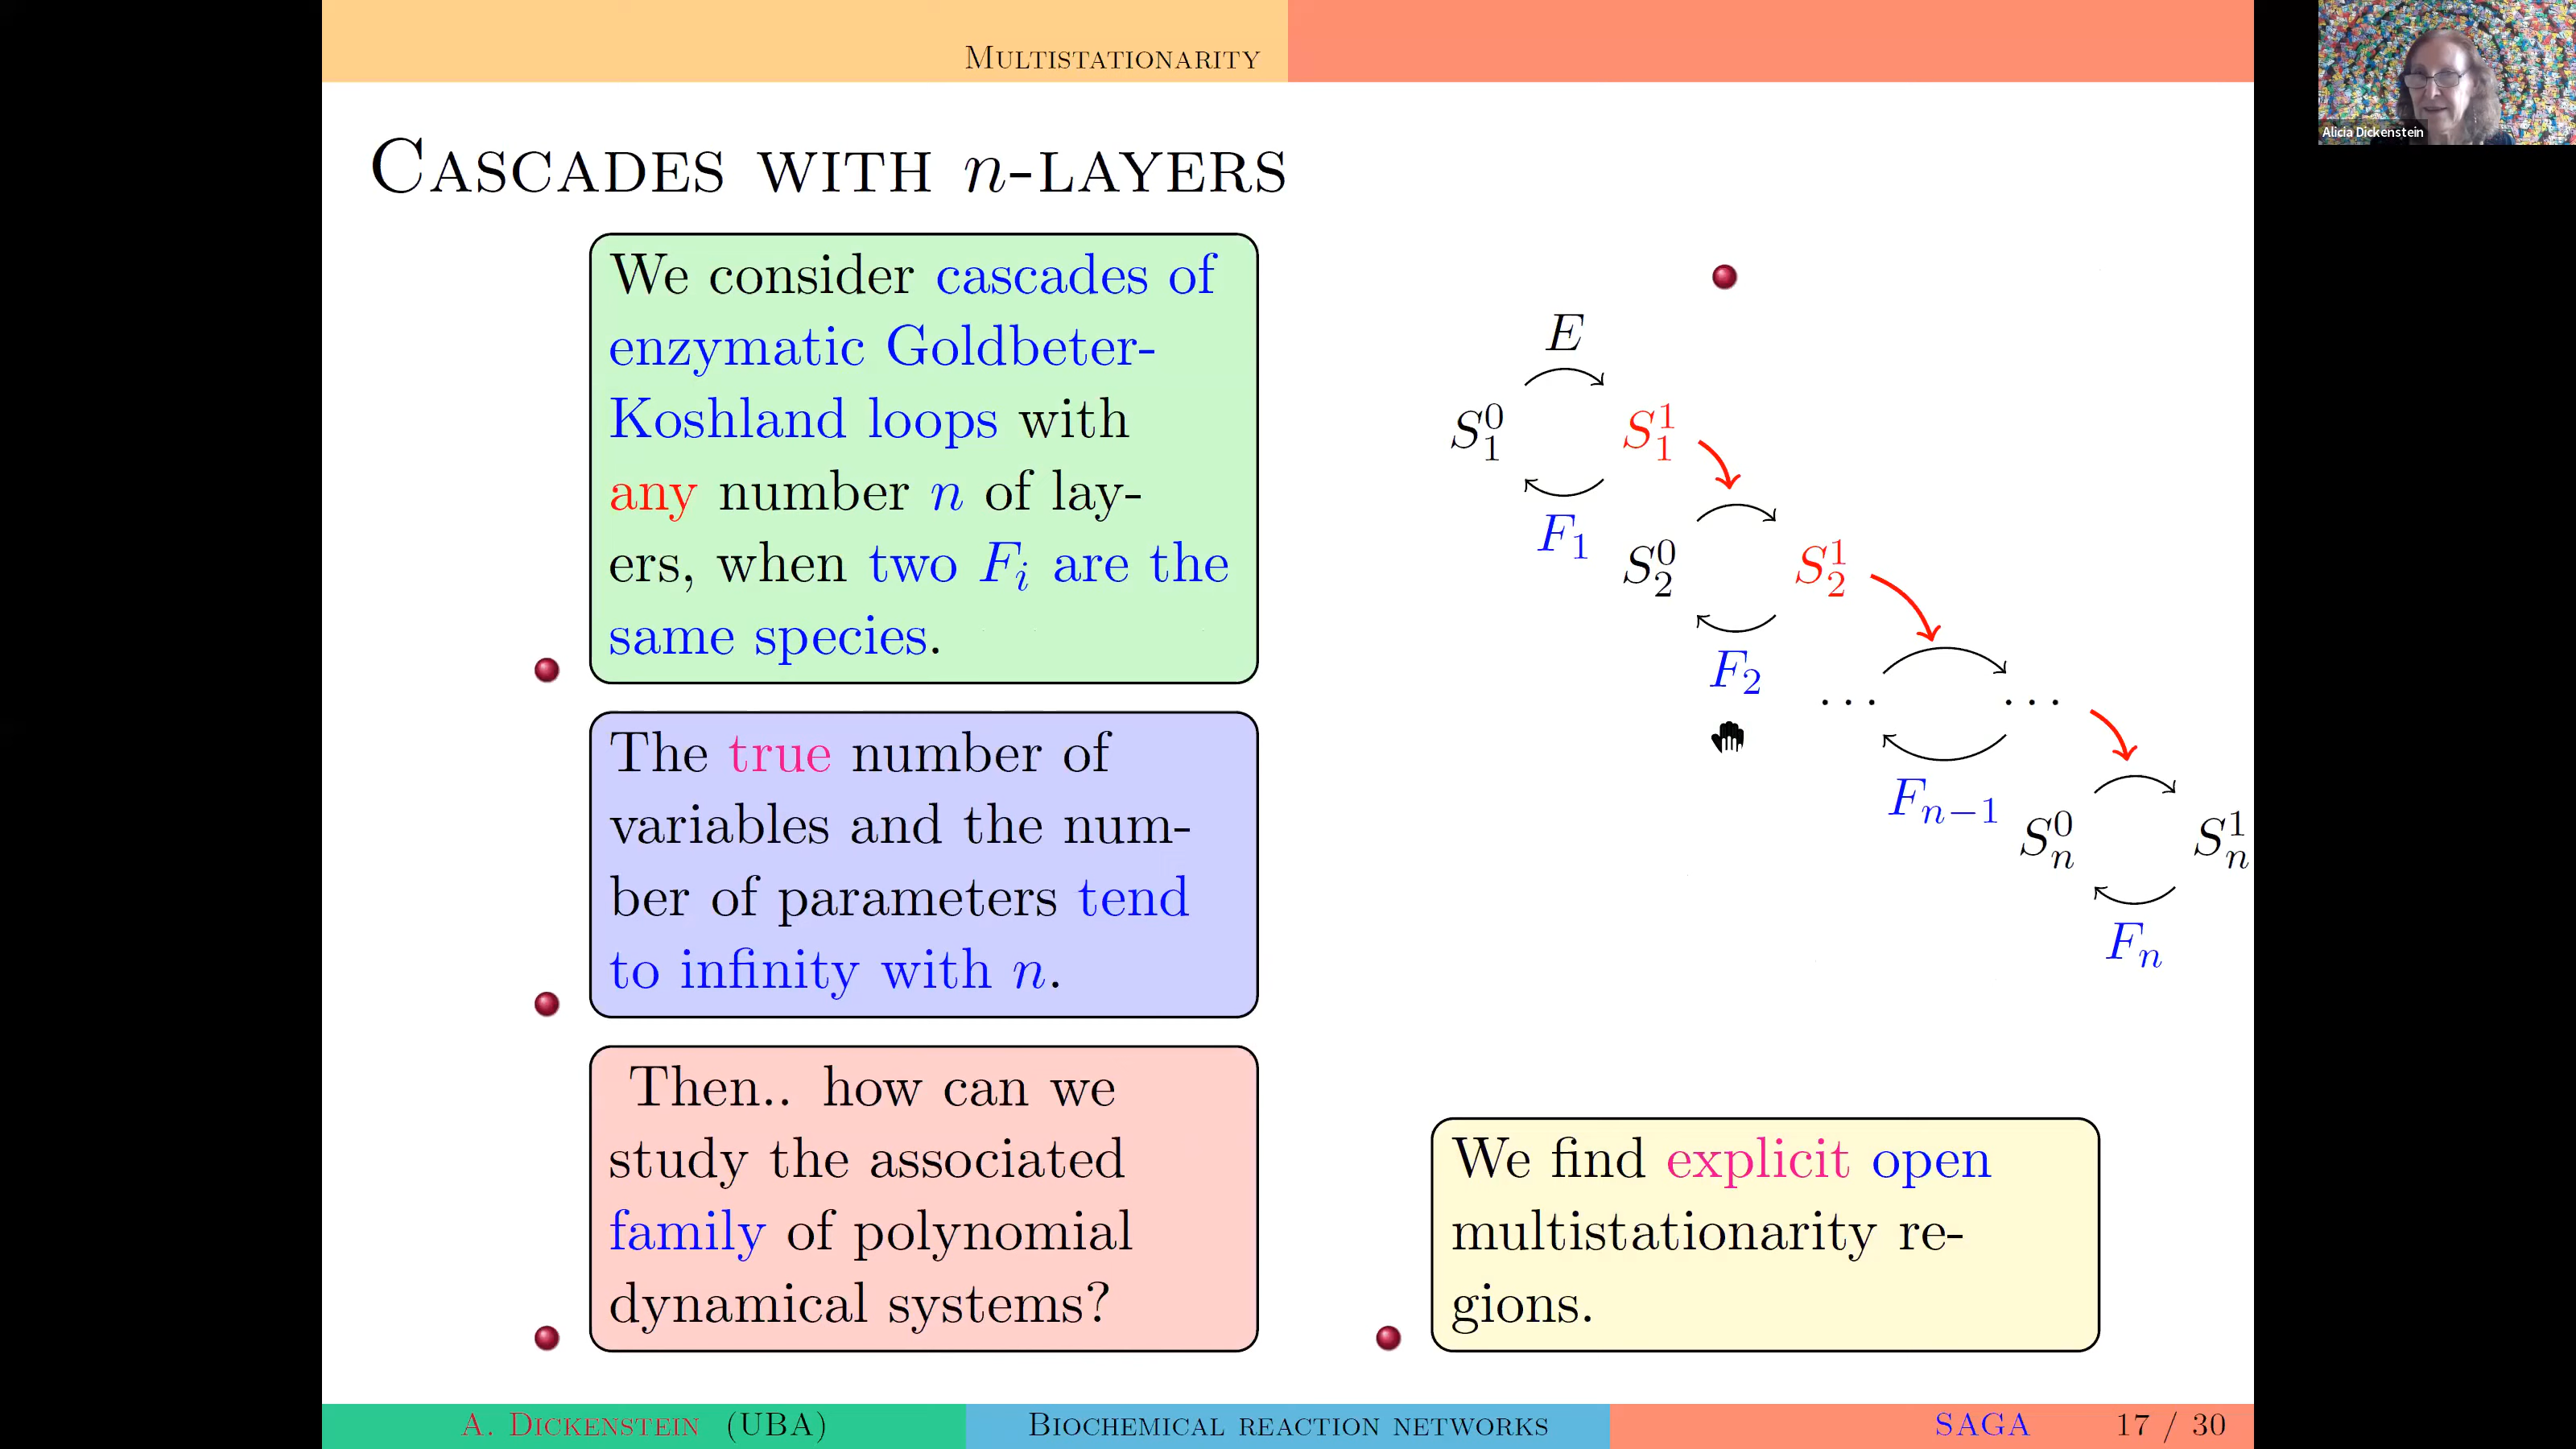 MULTISTATIONARITY
Alicia Dickenstein
CASCADES WITH n-LAYERS
We consider cascades of
enzymatic Goldbeter-
Koshland loops with
any number n of lay-
ers, when two F_i are the
same species.
The true number of
variables and the num-
ber of parameters tend
to infinity with n.
Then.. how can we
study the associated
family of polynomial
dynamical systems?
E
S_1^0 S_1^1
F_1
S_2^0 S_2^1
F_2
... ...
F_{n-1}
S_n^0 S_n^1
F_n
We find explicit open
multistationarity re-
gions.
A. DICKENSTEIN (UBA) BIOCHEMICAL REACTION NETWORKS SAGA 17 / 30